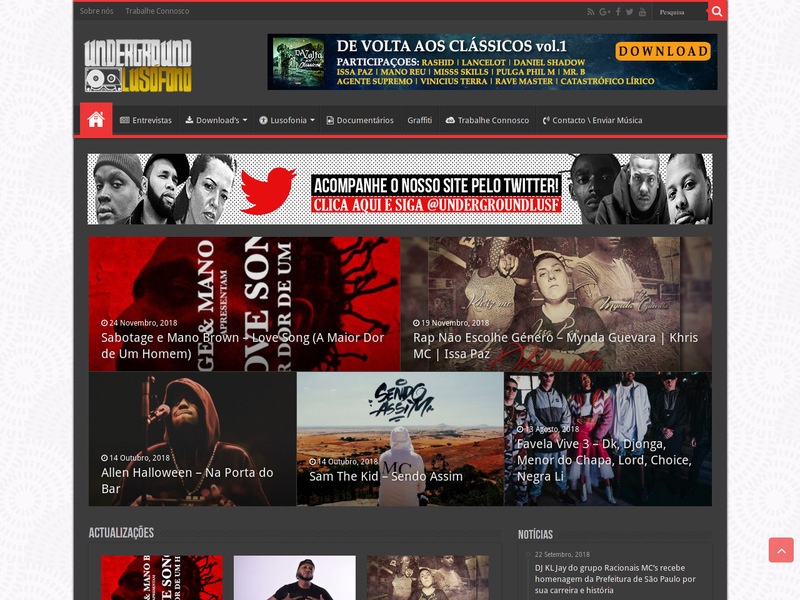 Sobre nós Trabalhe Connosco
Pesquisa
UNDERGROUND
LUSOFONO
DE VOLTA AOS CLÁSSICOS vol.1
PARTICIPAÇOES: RASHID | LANCELOT | DANIEL SHADOW
ISSA PAZ | MANO REU | MISSS SKILLS | PULGA PHIL M | MR. B
AGENTE SUPREMO | VINICIUS TERRA | RAVE MASTER | CATASTRÓFICO LÍRICO
DOWNLOAD
Entrevistas Download's Lusofonia Documentários Graffiti Trabalhe Connosco Contacto \ Enviar Música
ACOMPANHE O NOSSO SITE PELO TWITTER!
CLICA AQUI E SIGA @UNDERGROUNDLUSF
24 Novembro, 2018
Sabotage e Mano Brown – Love Song (A Maior Dor
de Um Homem)
19 Novembro, 2018
Rap Não Escolhe Género – Mynda Guevara | Khris
MC | Issa Paz
14 Outubro, 2018
Allen Halloween – Na Porta do
Bar
SENDO
ASSIM
MC
14 Outubro, 2018
Sam The Kid – Sendo Assim
13 Agosto, 2018
Favela Vive 3 – Dk, Djonga,
Menor do Chapa, Lord, Choice,
Negra Li
ACTUALIZAÇÕES
NOTÍCIAS
22 Setembro, 2018
DJ KL Jay do grupo Racionais MC's recebe
homenagem da Prefeitura de São Paulo por
sua carreira e história